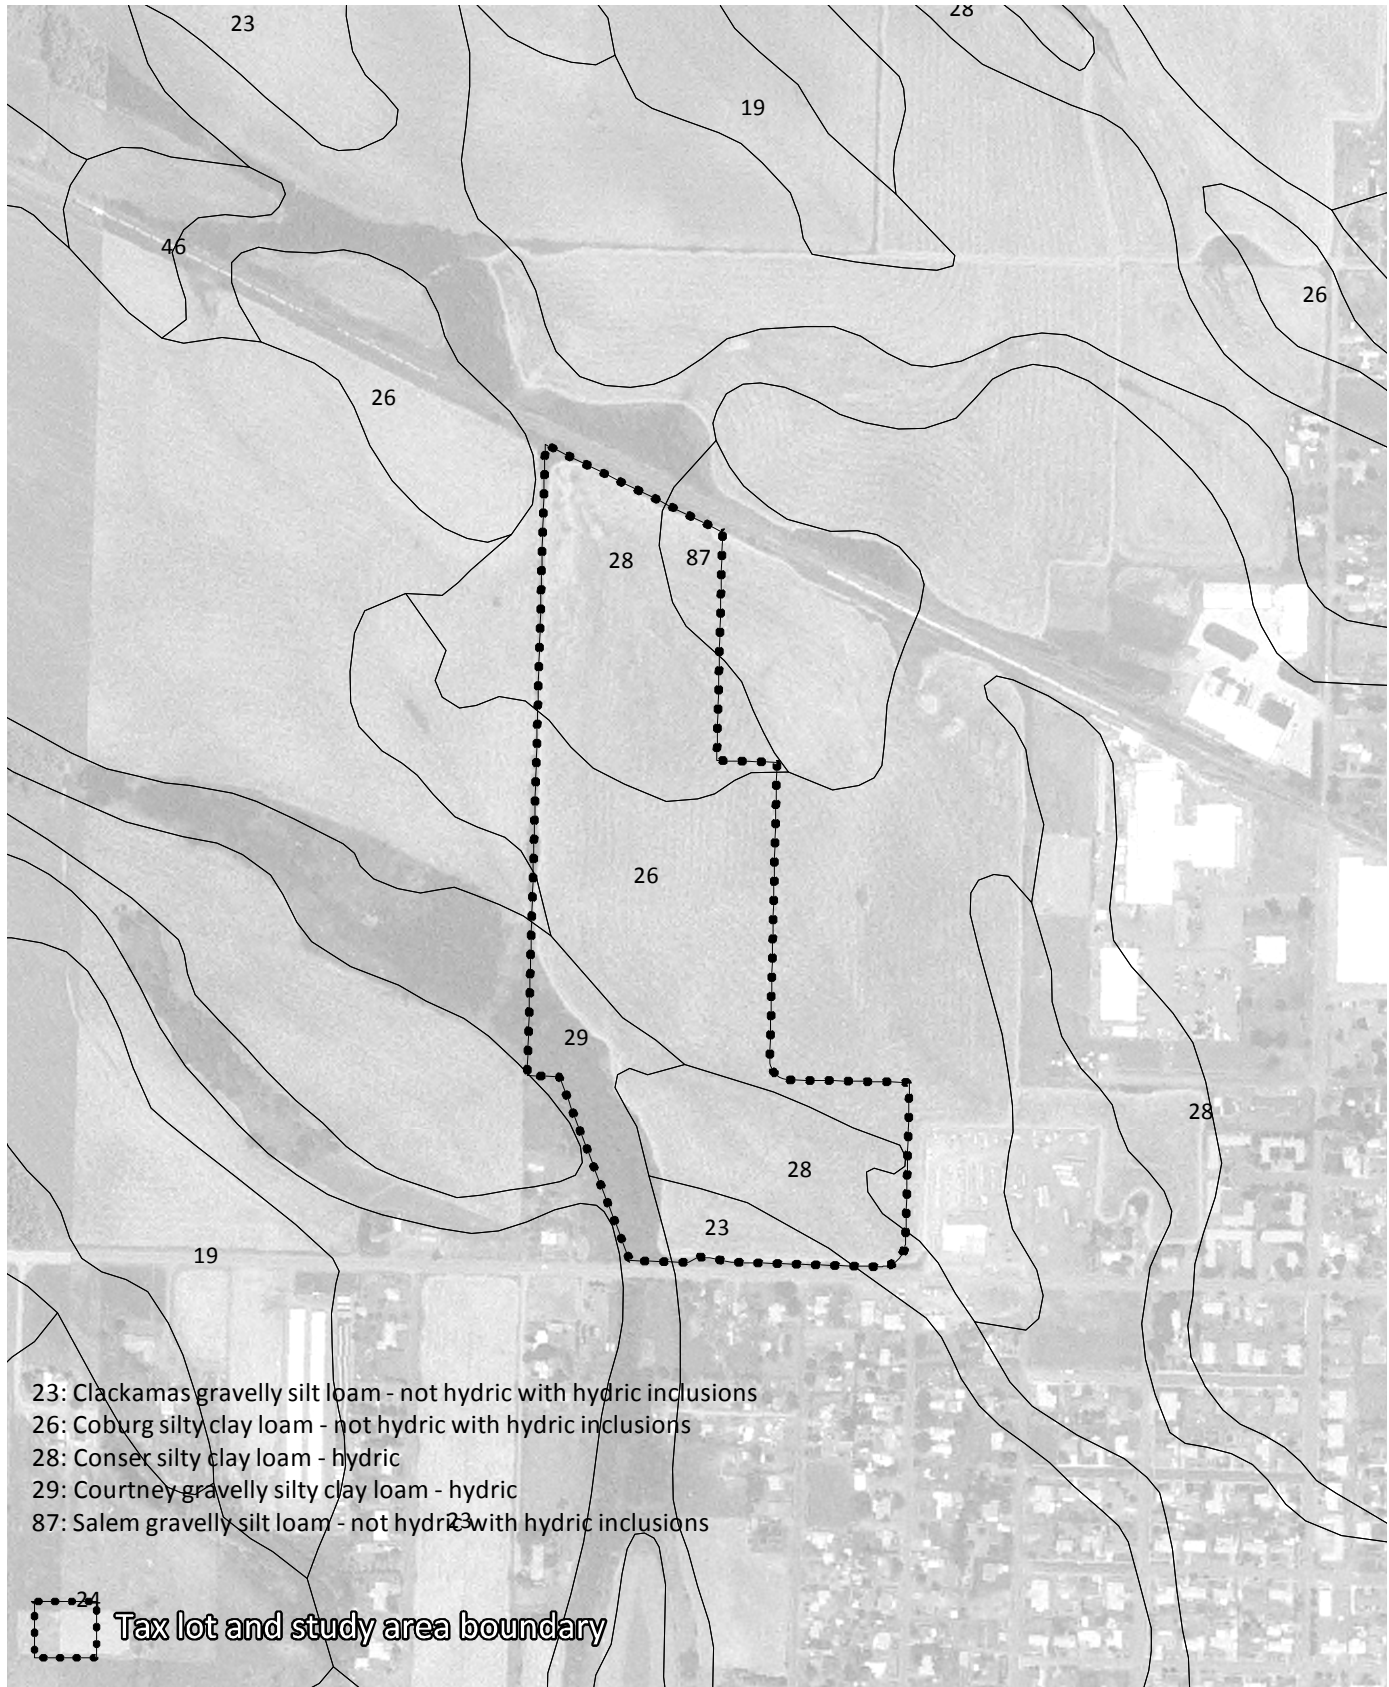 23
28
19
46
26
26
28
87
26
29
28
28
23
19
23: Clackamas gravelly silt loam - not hydric with hydric inclusions
26: Coburg silty clay loam - not hydric with hydric inclusions
28: Conser silty clay loam - hydric
29: Courtney gravelly silty clay loam - hydric
87: Salem gravelly silt loam - not hydric with hydric inclusions
23
24
Tax lot and study area boundary